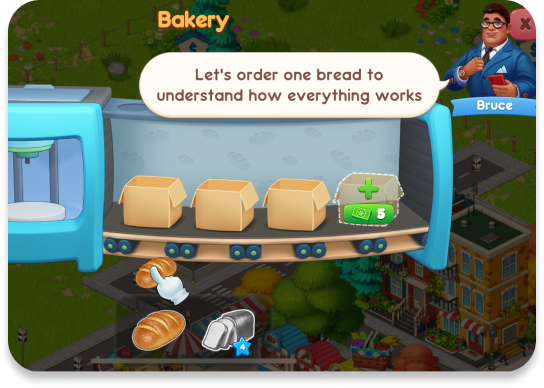 Bakery
Let's order one bread to
understand how everything works
Bruce
5
4